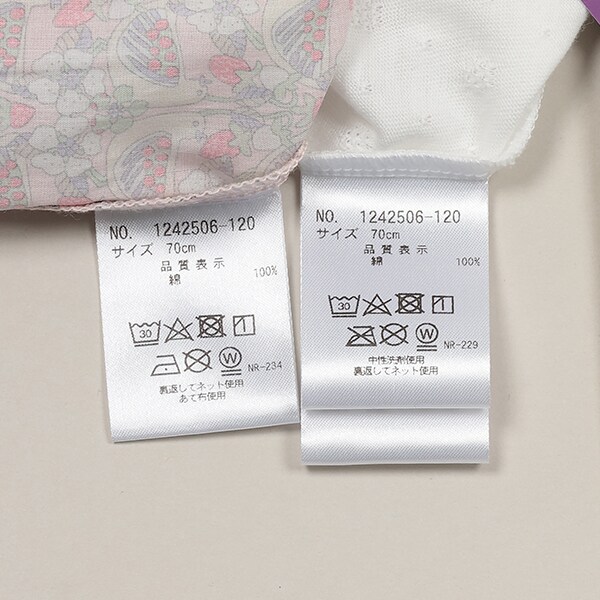 NO. 1242506-120
サイズ 70cm
品質表示
綿 100%
30
W NR-234
裏返してネット使用
あて布使用
NO. 1242506-120
サイズ 70cm
品質表示
綿 100%
30
W NR-229
中性洗剤使用
裏返してネット使用